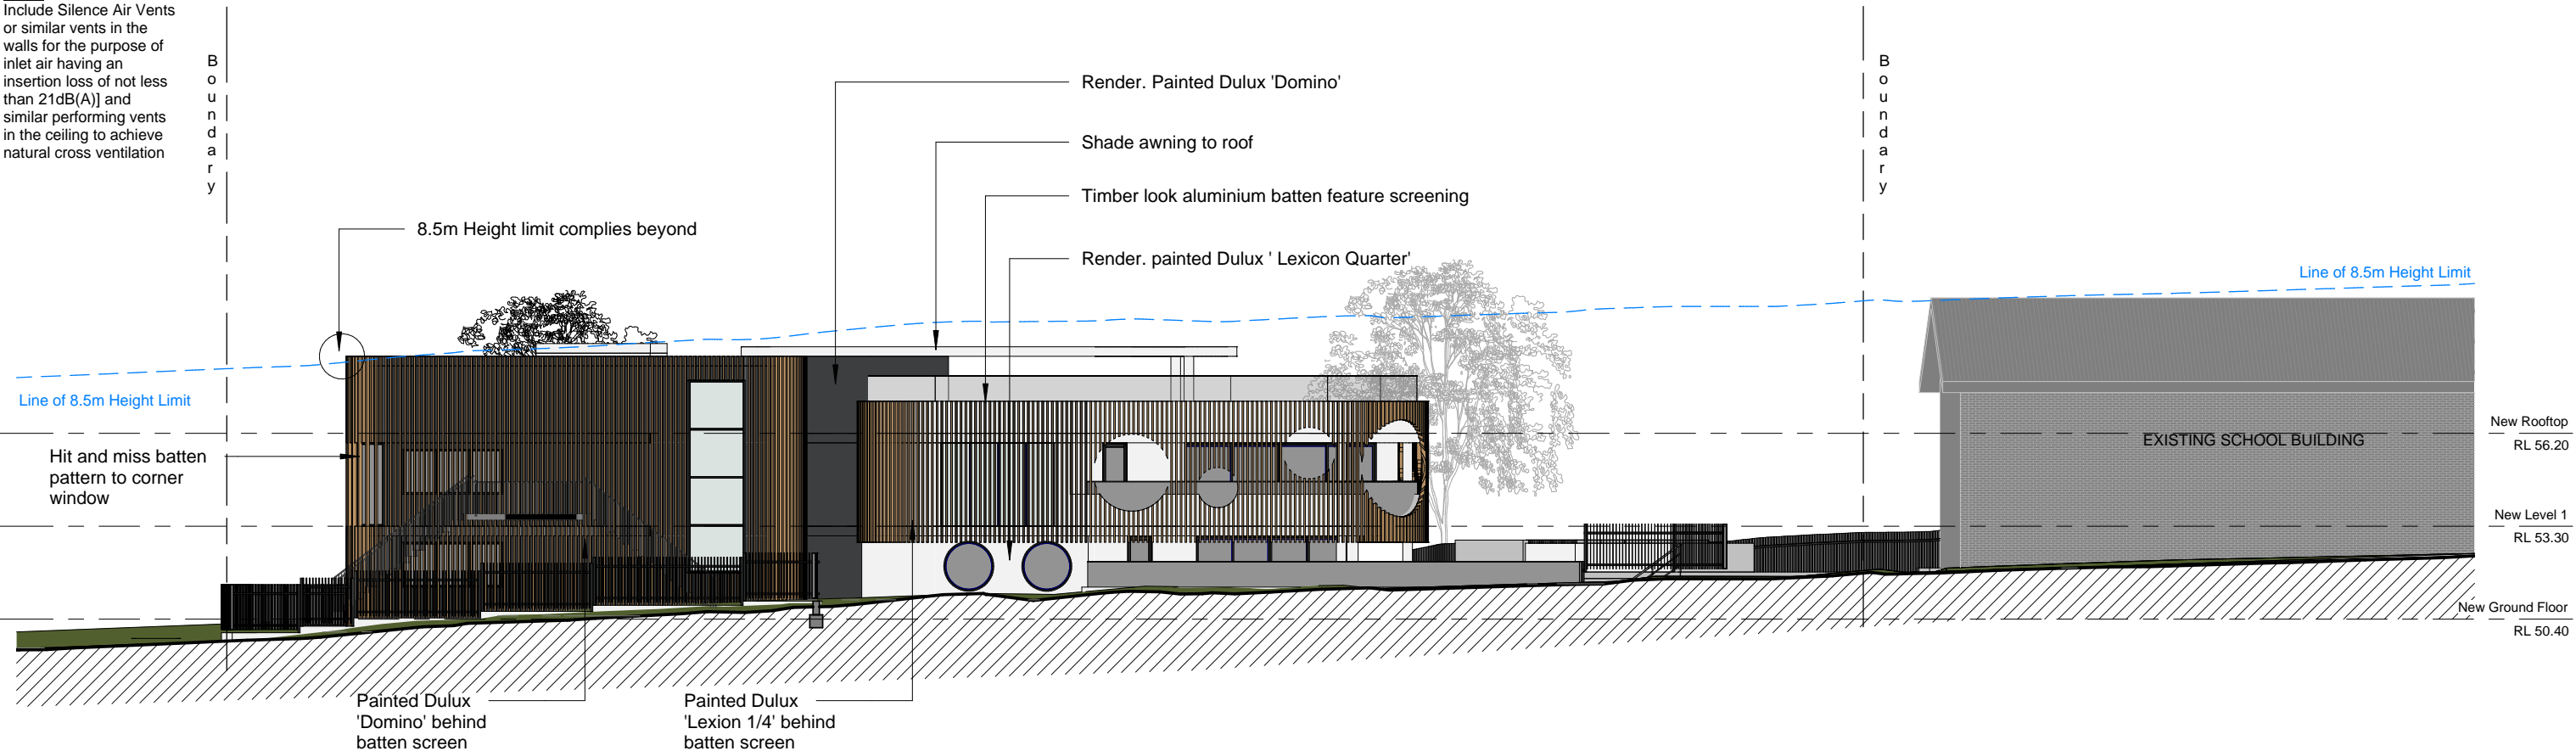 Include Silence Air Vents
or similar vents in the
walls for the purpose of
inlet air having an
insertion loss of not less
than 21dB(A)] and
similar performing vents
in the ceiling to achieve
natural cross ventilation
Boundary
8.5m Height limit complies beyond
Render. Painted Dulux 'Domino'
Shade awning to roof
Timber look aluminium batten feature screening
Render. painted Dulux ' Lexicon Quarter'
Boundary
Line of 8.5m Height Limit
Line of 8.5m Height Limit
Hit and miss batten
pattern to corner
window
EXISTING SCHOOL BUILDING
New Rooftop
RL 56.20
New Level 1
RL 53.30
New Ground Floor
RL 50.40
Painted Dulux
'Domino' behind
batten screen
Painted Dulux
'Lexion 1/4' behind
batten screen